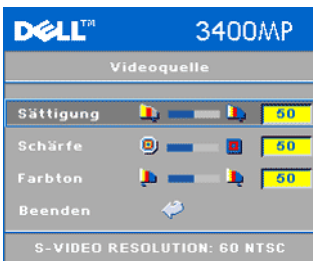 DELL™ 3400MP
Videoquelle
Sättigung 50
Schärfe 50
Farbton 50
Beenden
S-VIDEO RESOLUTION: 60 NTSC